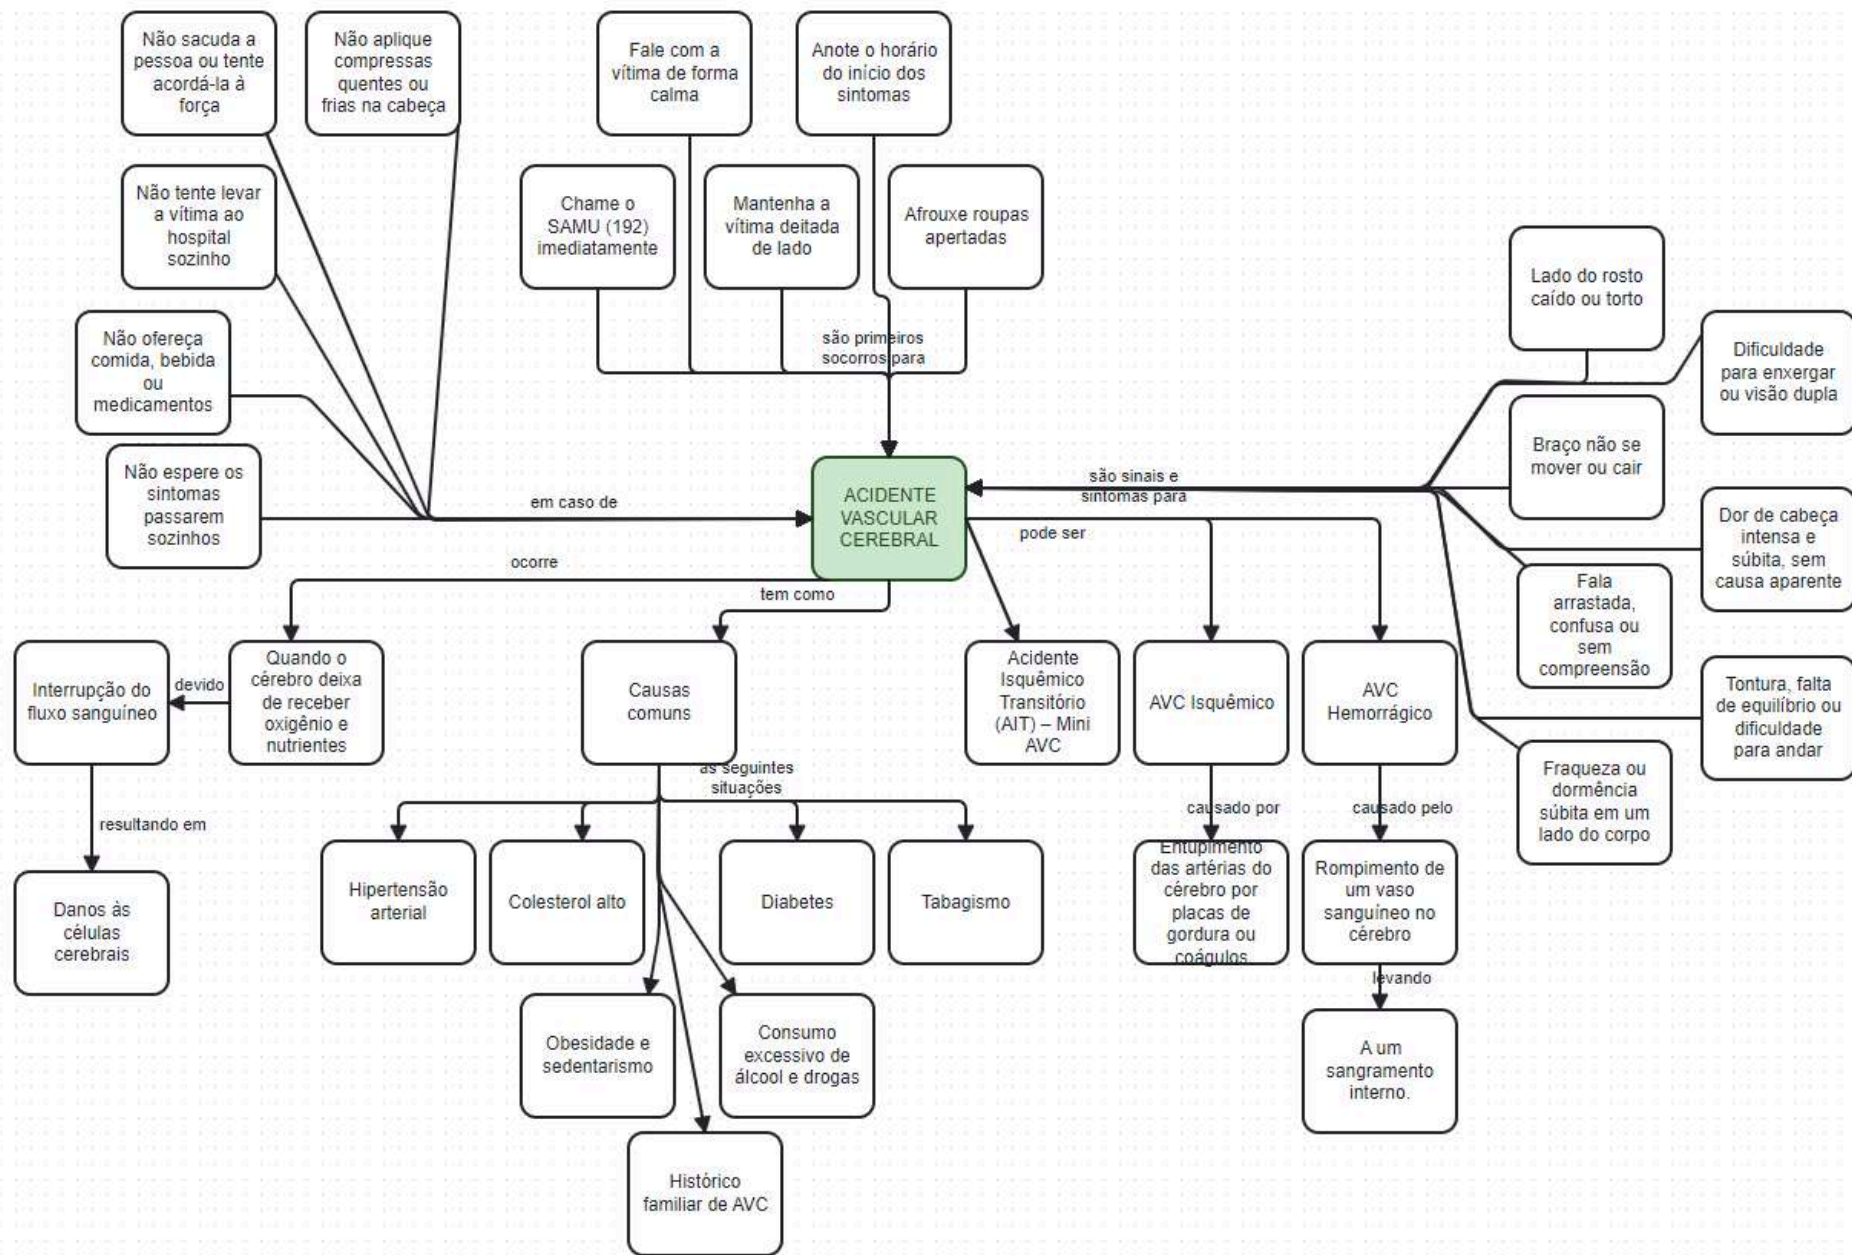 Não sacuda a
pessoa ou tente
acordá-la à
força
Não aplique
compressas
quentes ou
frias na cabeça
Fale com a
vítima de forma
calma
Anote o horário
do início dos
sintomas
Não tente levar
a vítima ao
hospital
sozinho
Chame o
SAMU (192)
imediatamente
Mantenha a
vítima deitada
de lado
Afrouxe roupas
apertadas
Lado do rosto
caído ou torto
Não ofereça
comida, bebida
ou
medicamentos
são primeiros
socorros para
Dificuldade
para enxergar
ou visão dupla
Braço não se
mover ou cair
Não espere os
sintomas
passarem
sozinhos
em caso de
ACIDENTE
VASCULAR
CEREBRAL
são sinais e
sintomas para
pode ser
Dor de cabeça
intensa e
súbita, sem
causa aparente
ocorre
tem como
Fala
arrastada,
confusa ou
sem
compreensão
Interrupção do
fluxo sanguíneo
devido
Quando o
cérebro deixa
de receber
oxigênio e
nutrientes
Causas
comuns
Acidente
Isquêmico
Transitório
(AIT) – Mini
AVC
AVC Isquêmico
AVC
Hemorrágico
Tontura, falta
de equilíbrio ou
dificuldade
para andar
Fraqueza ou
dormência
súbita em um
lado do corpo
as seguintes
situações
resultando em
causado por
causado pelo
Danos às
células
cerebrais
Hipertensão
arterial
Colesterol alto
Diabetes
Tabagismo
Entupimento
das artérias do
cérebro por
placas de
gordura ou
coágulos
Rompimento de
um vaso
sanguíneo no
cérebro
levando
Obesidade e
sedentarismo
Consumo
excessivo de
álcool e drogas
A um
sangramento
interno.
Histórico
familiar de AVC